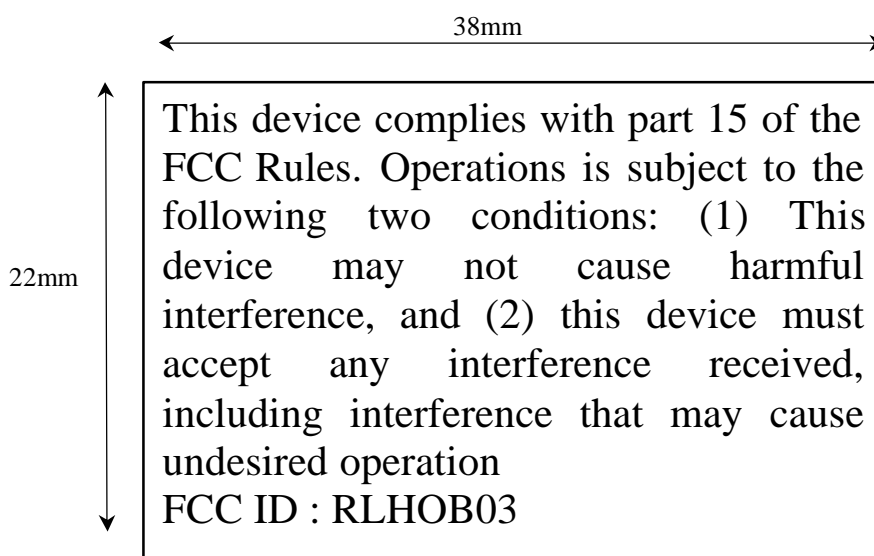 38mm
22mm
This device complies with part 15 of the
FCC Rules. Operations is subject to the
following two conditions: (1) This
device may not cause harmful
interference, and (2) this device must
accept any interference received,
including interference that may cause
undesired operation
FCC ID : RLHOB03